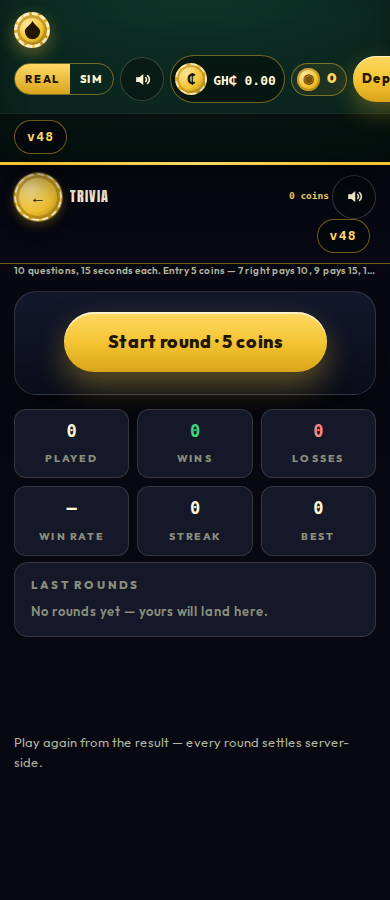 REAL SIM ₵ GH₵ 0.00 0 Dep
v48
← TRIVIA 0 coins
v48
10 questions, 15 seconds each. Entry 5 coins — 7 right pays 10, 9 pays 15, 1…
Start round · 5 coins
0 0 0
PLAYED WINS LOSSES
— 0 0
WIN RATE STREAK BEST
LAST ROUNDS
No rounds yet — yours will land here.
Play again from the result — every round settles server-
side.